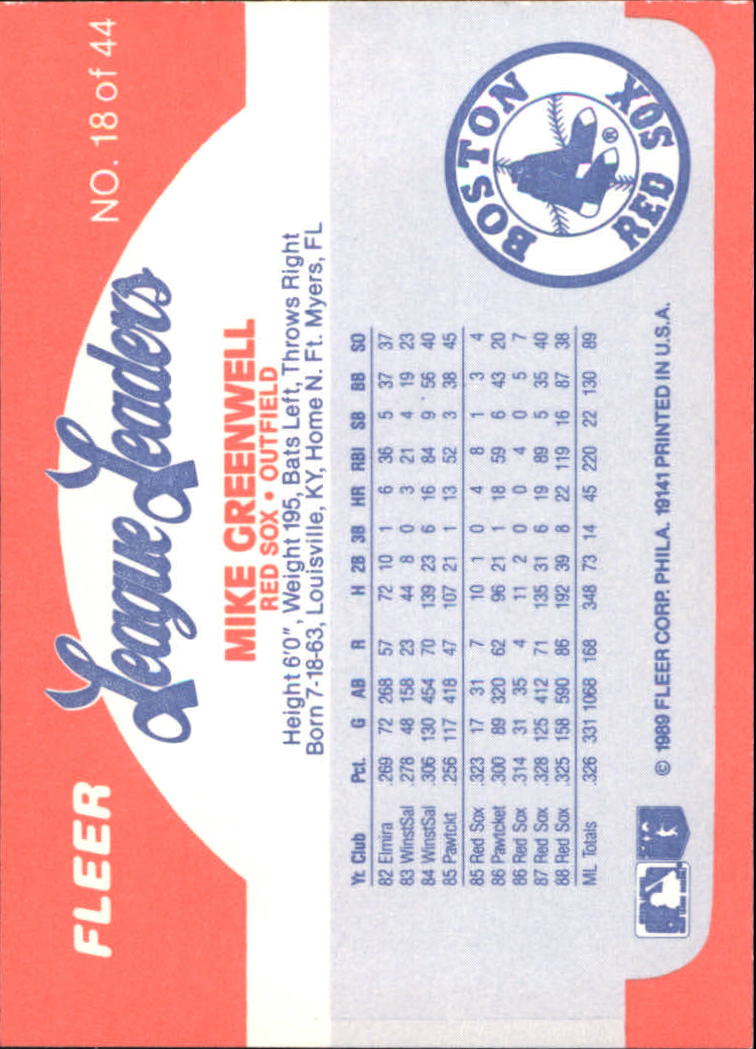 FLEER
NO. 18 of 44
League Leaders
MIKE GREENWELL
RED SOX • OUTFIELD
Height 6'0", Weight 195, Bats Left, Throws Right
Born 7-18-63, Louisville, KY, Home N. Ft. Myers, FL
Yr. Club Pct. G AB R H 2B 3B HR RBI SB BB SO
82 Elmira .269 72 268 57 72 10 1 6 36 5 37 37
83 WinstSal .278 48 158 23 44 8 0 3 21 4 19 23
84 WinstSal .306 130 454 70 139 23 6 16 84 9 56 40
85 Pawtckt .256 117 418 47 107 21 1 13 52 3 38 45
85 Red Sox .323 17 31 7 10 1 0 4 8 1 3 4
86 Pawtcket .300 89 320 62 96 21 1 18 59 6 43 20
86 Red Sox .314 31 35 4 11 2 0 0 4 0 5 7
87 Red Sox .328 125 412 71 135 31 6 19 89 5 35 40
88 Red Sox .325 158 590 86 192 39 8 22 119 16 87 38
ML Totals .326 331 1068 168 348 73 14 45 220 22 130 89
BOSTON
RED SOX
®
© 1989 FLEER CORP. PHILA. 19141 PRINTED IN U.S.A.